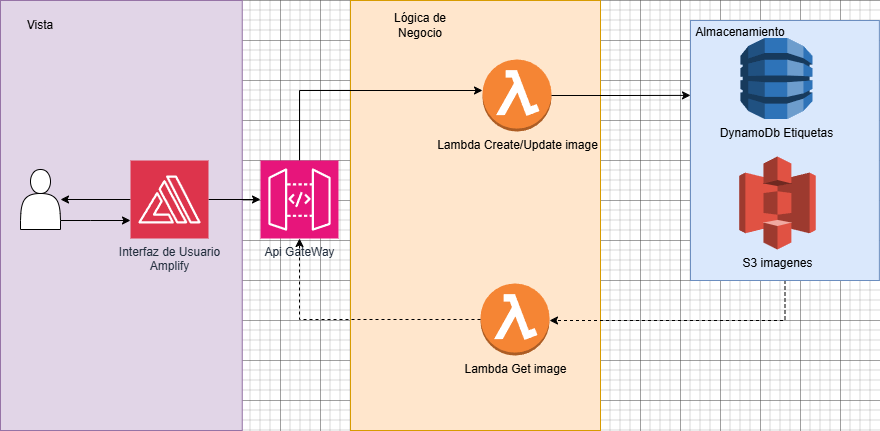 Vista
Lógica de
Negocio
Almacenamiento
DynamoDb Etiquetas
Lambda Create/Update image
Interfaz de Usuario
Amplify
Api GateWay
S3 imagenes
Lambda Get image